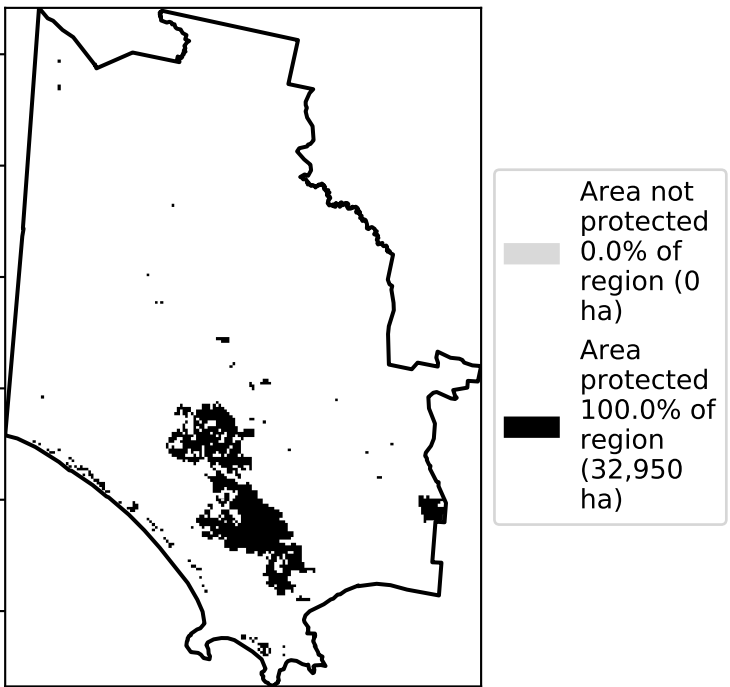 Area not
protected
0.0% of
region (0
ha)
Area
protected
100.0% of
region
(32,950
ha)